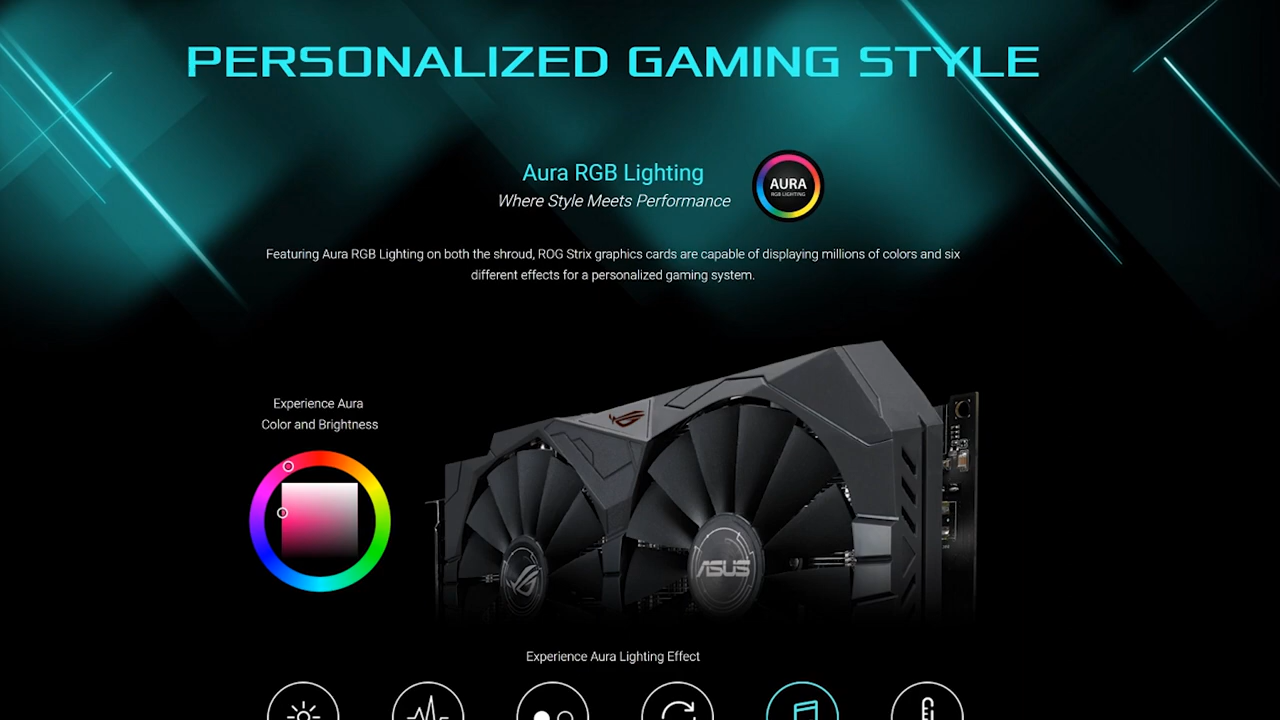 PERSONALIZED GAMING STYLE
Aura RGB Lighting
Where Style Meets Performance
AURA
RGB LIGHTING
Featuring Aura RGB Lighting on both the shroud, ROG Strix graphics cards are capable of displaying millions of colors and six
different effects for a personalized gaming system.
Experience Aura
Color and Brightness
ASUS
Experience Aura Lighting Effect